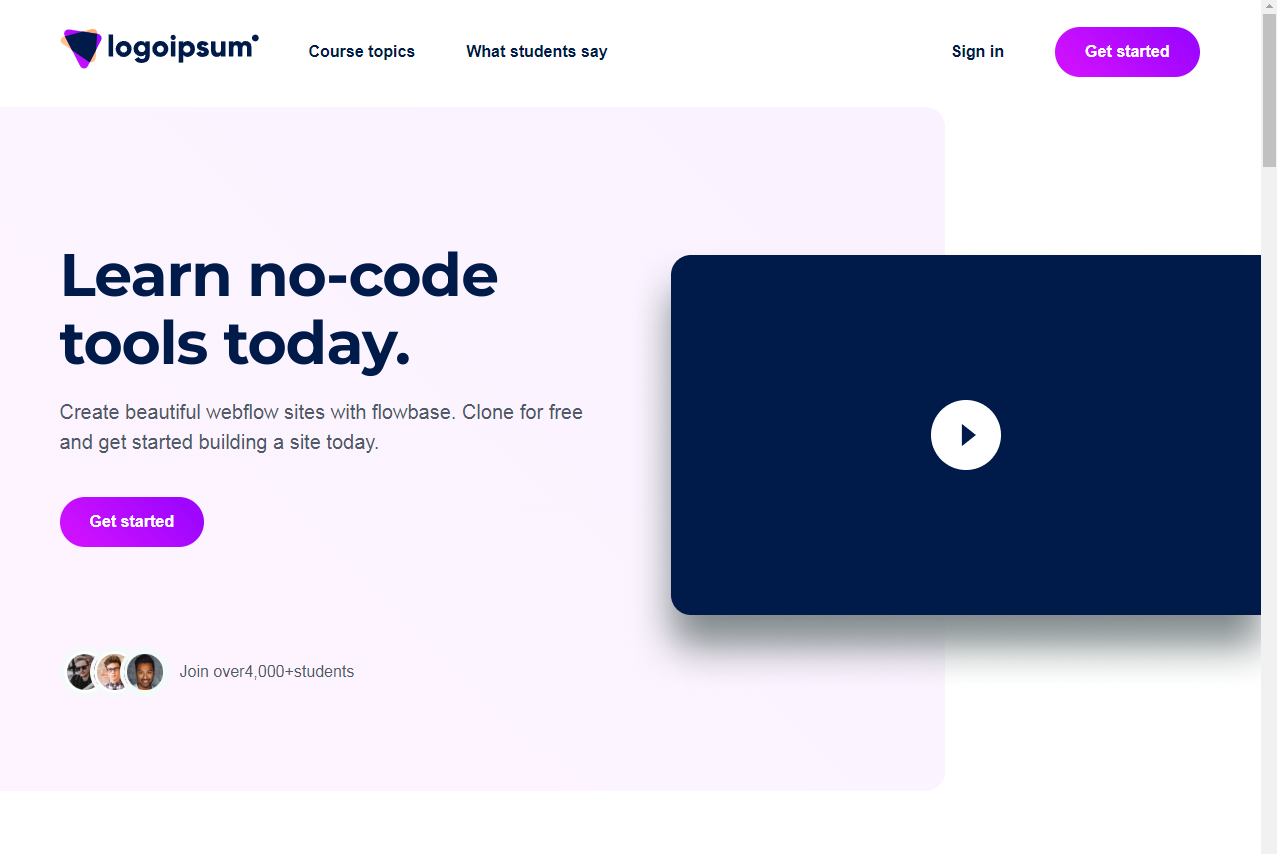 logoipsum
Course topics
What students say
Sign in
Get started
Learn no-code
tools today.
Create beautiful webflow sites with flowbase. Clone for free
and get started building a site today.
Get started
Join over4,000+students